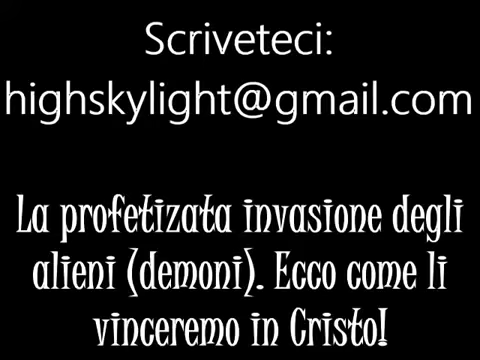 Scriveteci:
highskylight@gmail.com
La profetizata invasione degli
alieni (demoni). Ecco come li
vinceremo in Cristo!